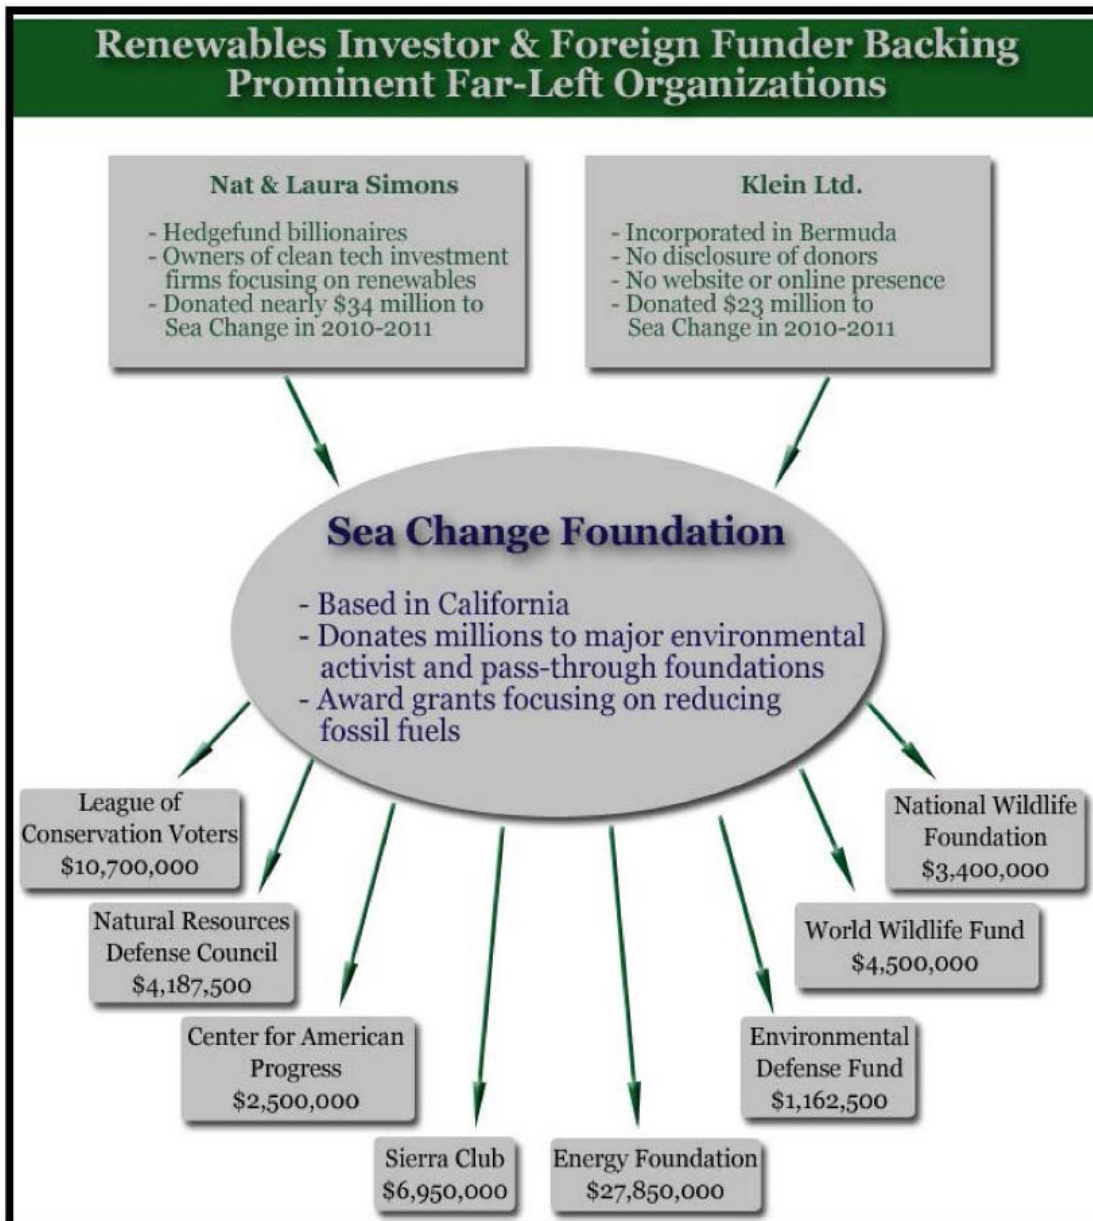 Renewables Investor & Foreign Funder Backing
Prominent Far-Left Organizations
Nat & Laura Simons
- Hedgefund billionaires
- Owners of clean tech investment
firms focusing on renewables
- Donated nearly $34 million to
Sea Change in 2010-2011
Klein Ltd.
- Incorporated in Bermuda
- No disclosure of donors
- No website or online presence
- Donated $23 million to
Sea Change in 2010-2011
Sea Change Foundation
- Based in California
- Donates millions to major environmental
activist and pass-through foundations
- Award grants focusing on reducing
fossil fuels
League of
Conservation Voters
$10,700,000
Natural Resources
Defense Council
$4,187,500
Center for American
Progress
$2,500,000
Sierra Club
$6,950,000
Energy Foundation
$27,850,000
Environmental
Defense Fund
$1,162,500
World Wildlife Fund
$4,500,000
National Wildlife
Foundation
$3,400,000